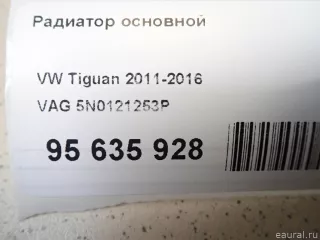 Радиатор основной
VW Tiguan 2011-2016
VAG 5N0121253P
95 635 928
eaural.ru